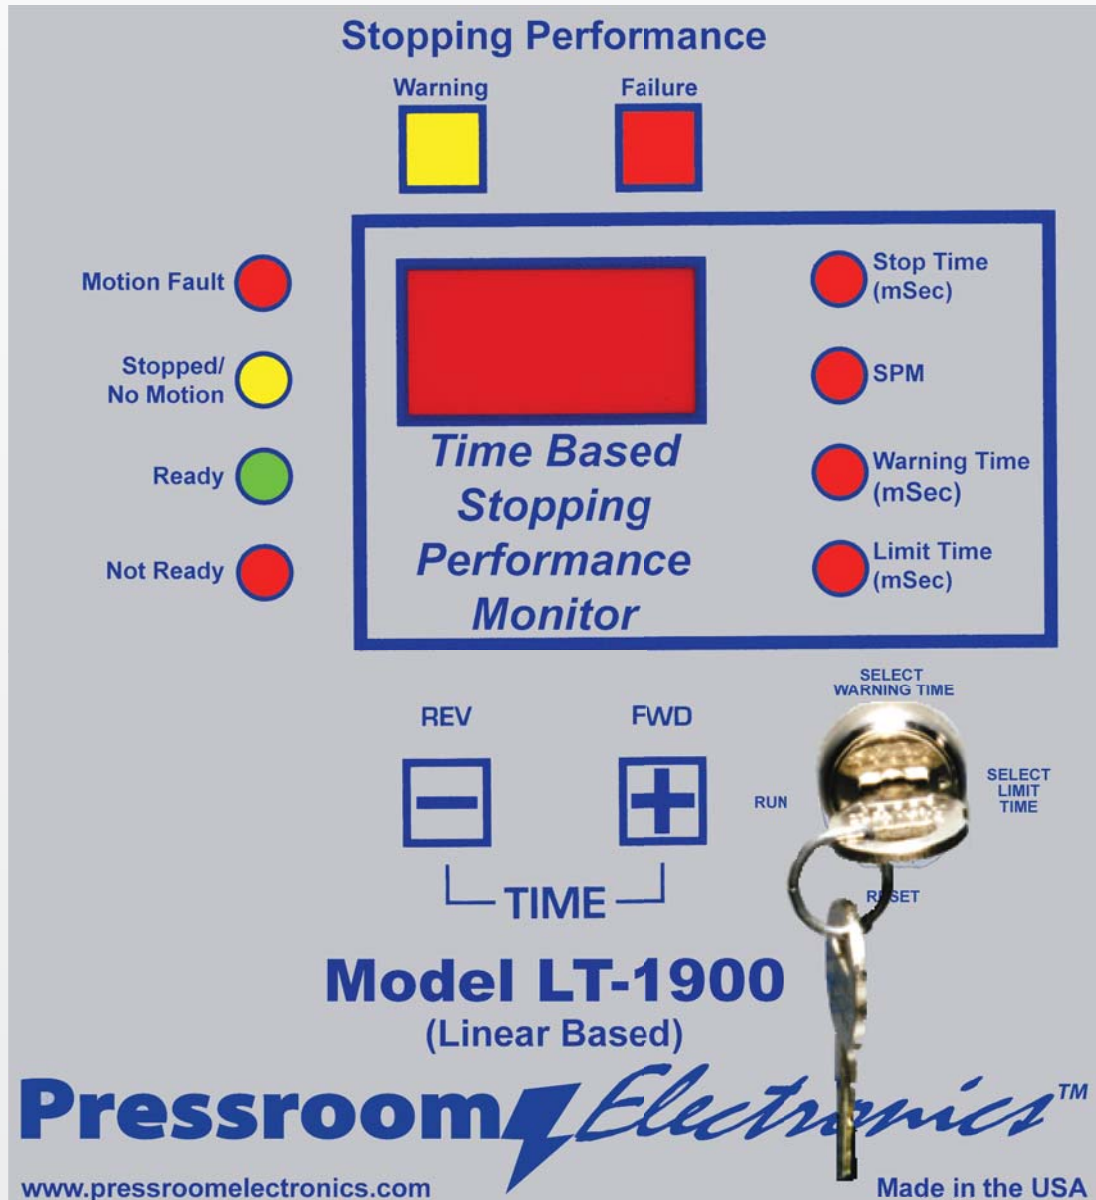 Stopping Performance
Warning
Failure
Motion Fault
Stopped/
No Motion
Ready
Not Ready
Stop Time
(mSec)
SPM
Warning Time
(mSec)
Limit Time
(mSec)
Time Based
Stopping
Performance
Monitor
REV
FWD
TIME
SELECT
WARNING TIME
RUN
SELECT
LIMIT
TIME
RESET
Model LT-1900
(Linear Based)
Pressroom Electronics™
www.pressroomelectronics.com
Made in the USA